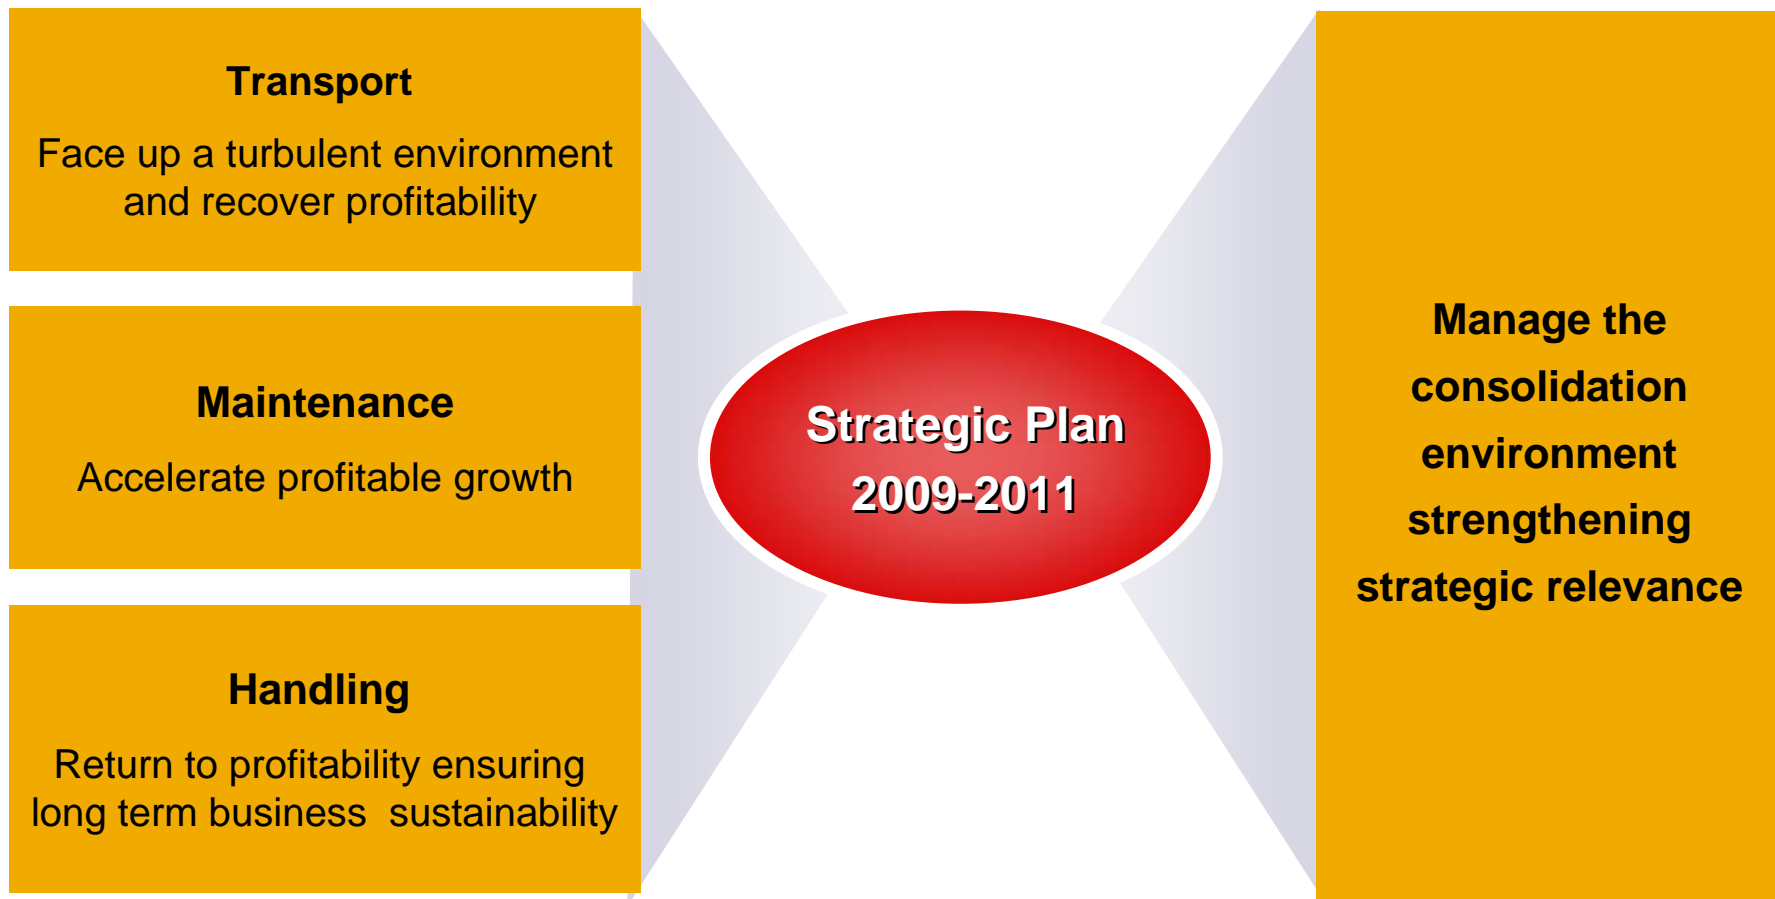 Transport
Face up a turbulent environment
and recover profitability
Maintenance
Accelerate profitable growth
Handling
Return to profitability ensuring
long term business  sustainability
Strategic Plan
2009-2011
Manage the
consolidation
environment
strengthening
strategic relevance